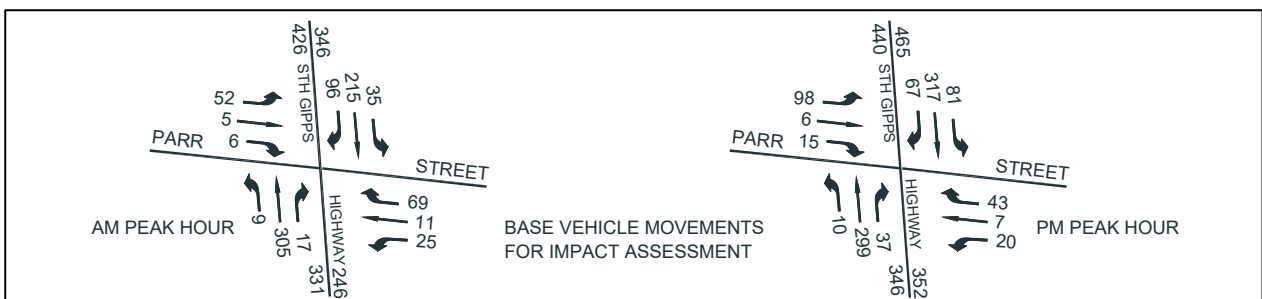 426 346
STH GIPPS
96 215 35
52
5
6
PARR
STREET
HIGHWAY
69
11
25
9 305 17
331 246
AM PEAK HOUR
BASE VEHICLE MOVEMENTS
FOR IMPACT ASSESSMENT
440 465
STH GIPPS
67 317 81
98
6
15
PARR
STREET
HIGHWAY
43
7
20
10 299 37
346 352
PM PEAK HOUR